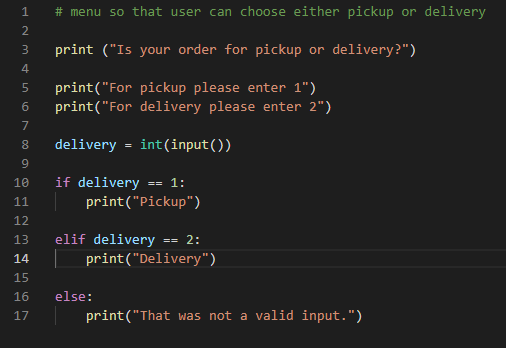 1 # menu so that user can choose either pickup or delivery
2
3 print ("Is your order for pickup or delivery?")
4
5 print("For pickup please enter 1")
6 print("For delivery please enter 2")
7
8 delivery = int(input())
9
10 if delivery == 1:
11     print("Pickup")
12
13 elif delivery == 2:
14     print("Delivery")
15
16 else:
17     print("That was not a valid input.")